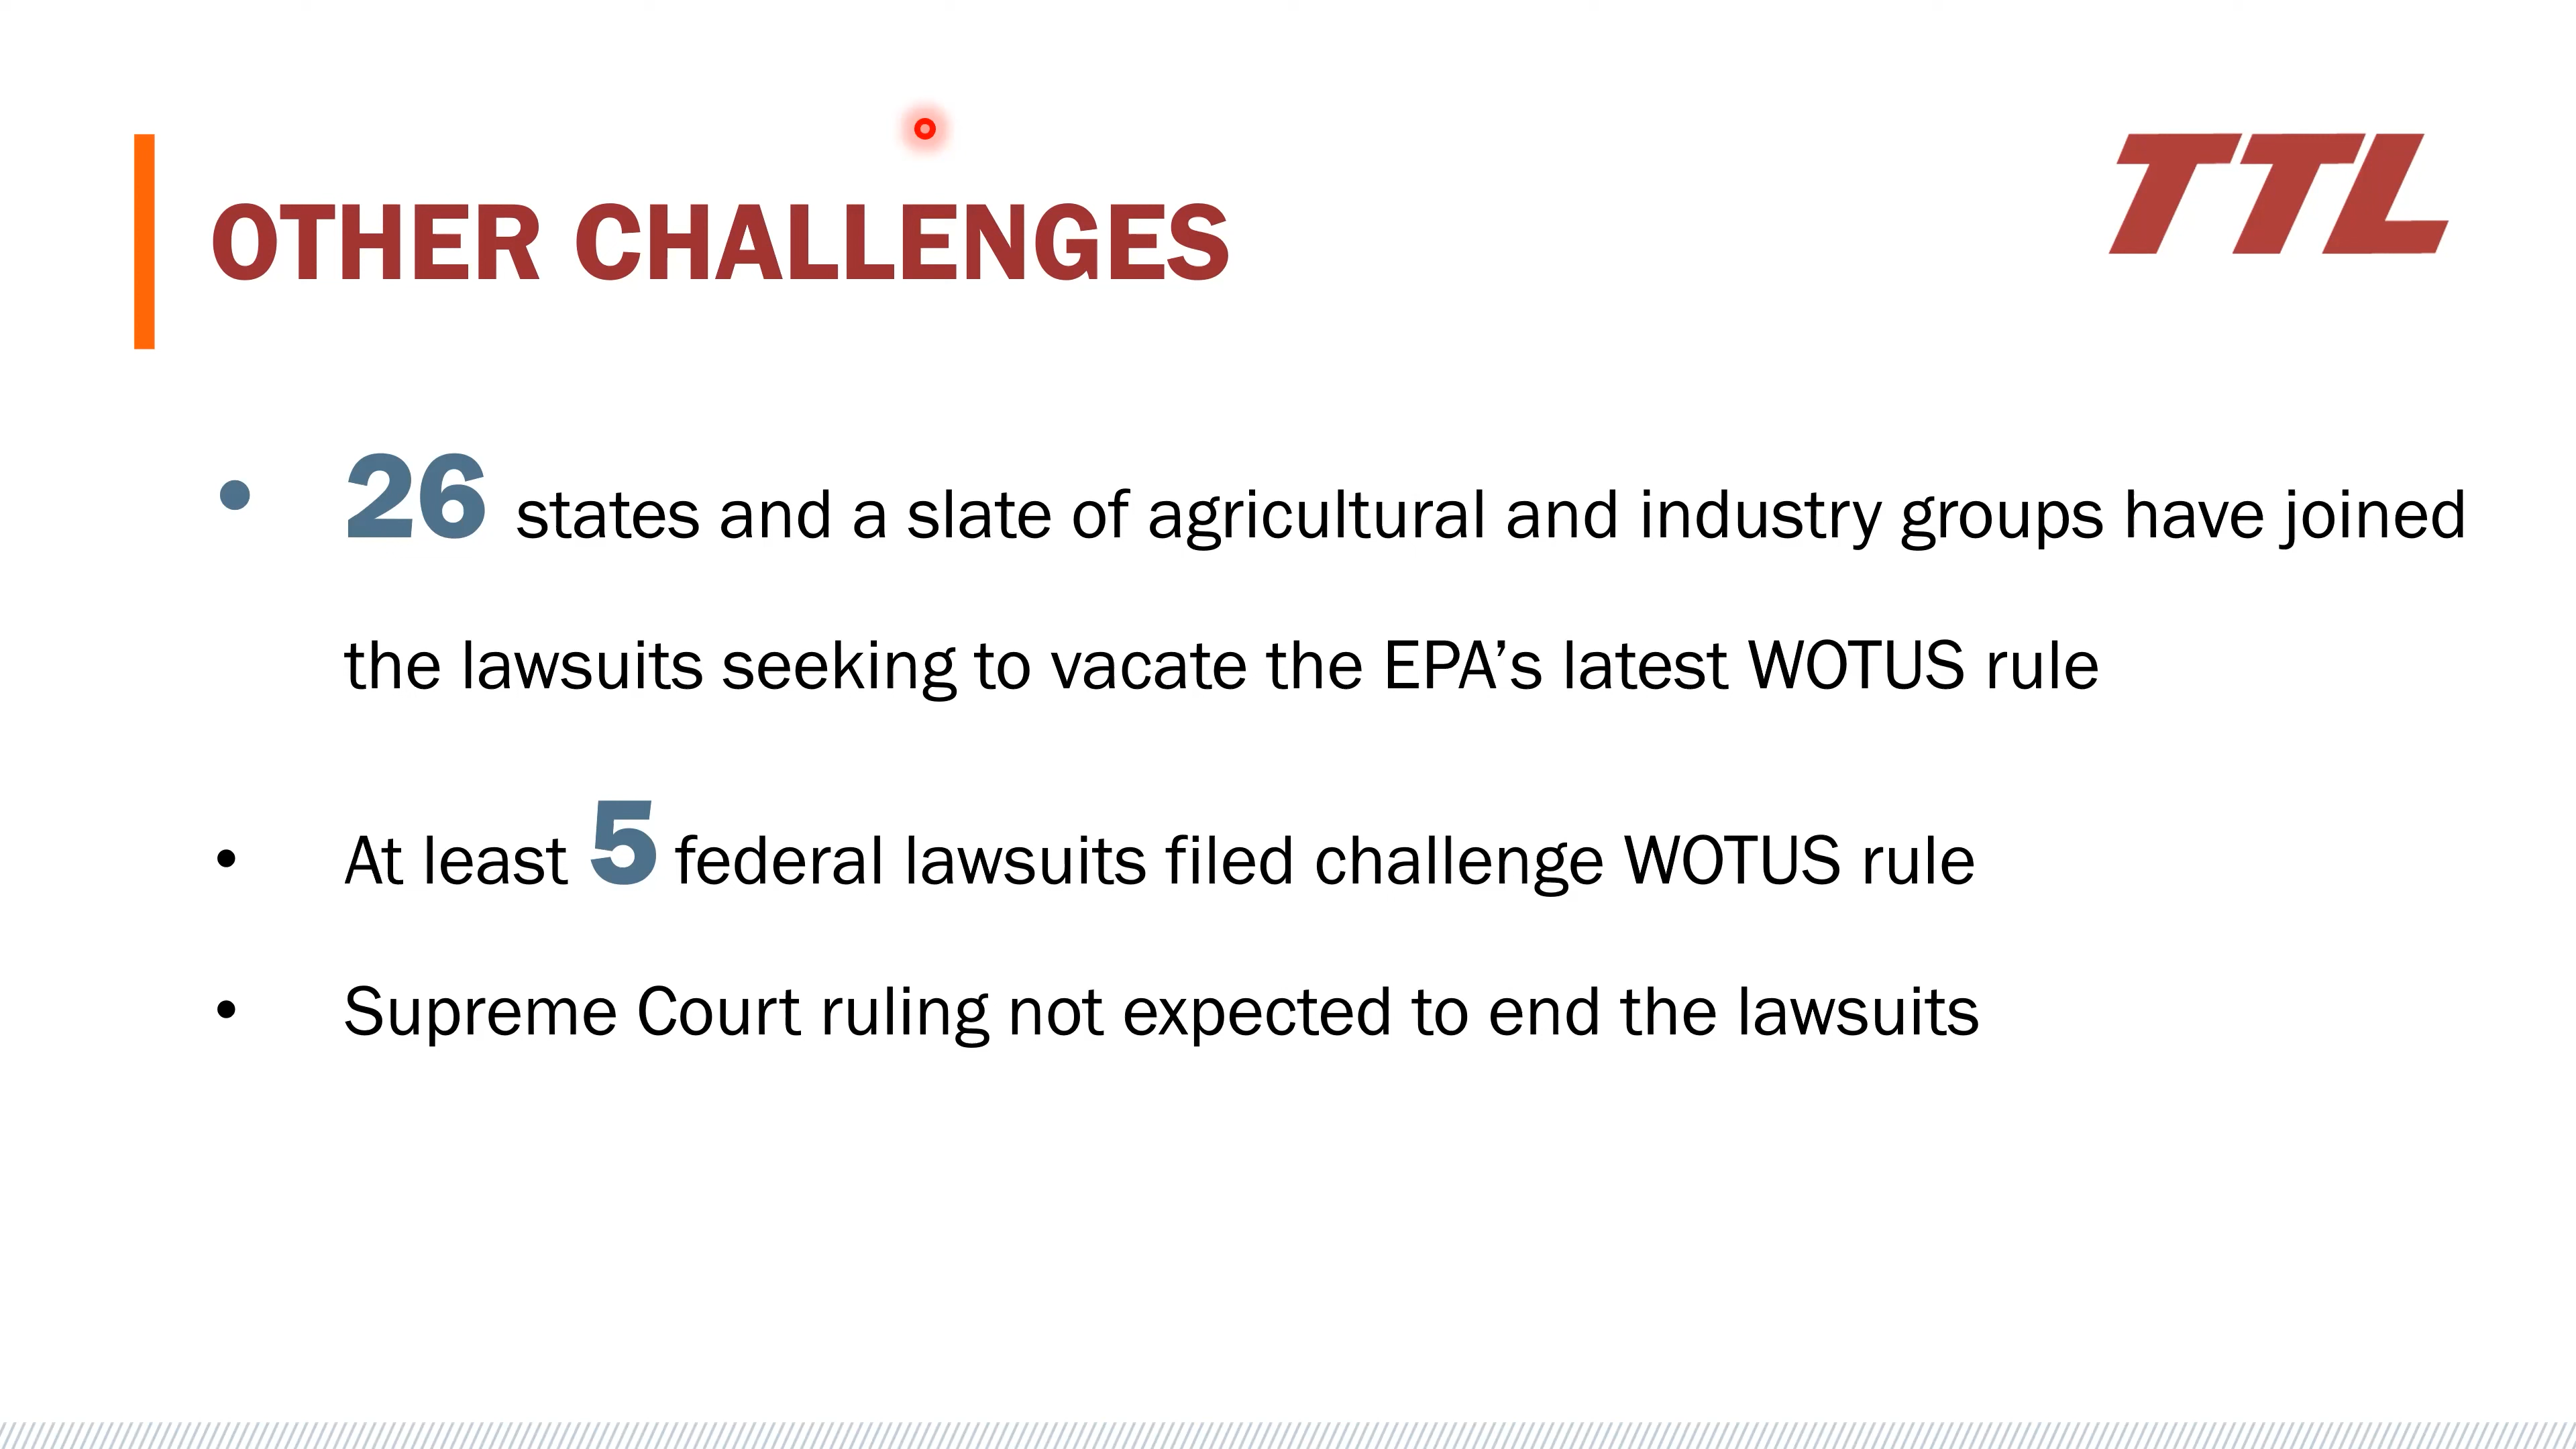 TTL
OTHER CHALLENGES
• 26 states and a slate of agricultural and industry groups have joined
the lawsuits seeking to vacate the EPA’s latest WOTUS rule
• At least 5 federal lawsuits filed challenge WOTUS rule
• Supreme Court ruling not expected to end the lawsuits